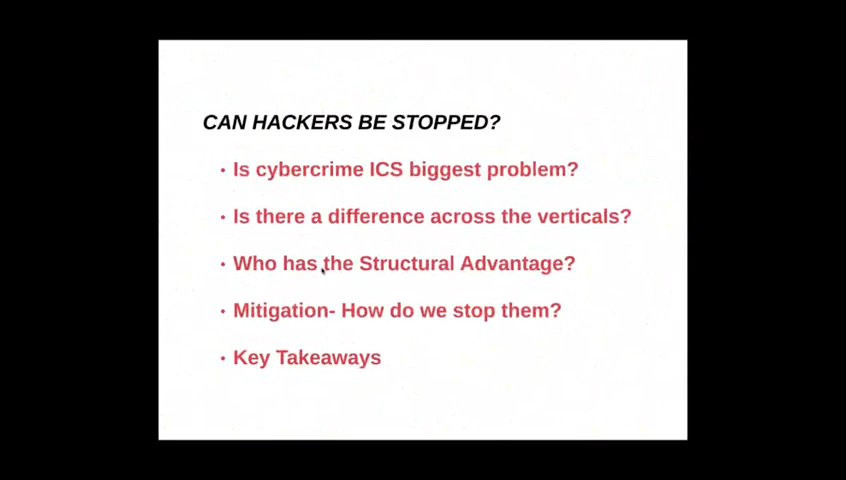 CAN HACKERS BE STOPPED?
• Is cybercrime ICS biggest problem?
• Is there a difference across the verticals?
• Who has the Structural Advantage?
• Mitigation- How do we stop them?
• Key Takeaways